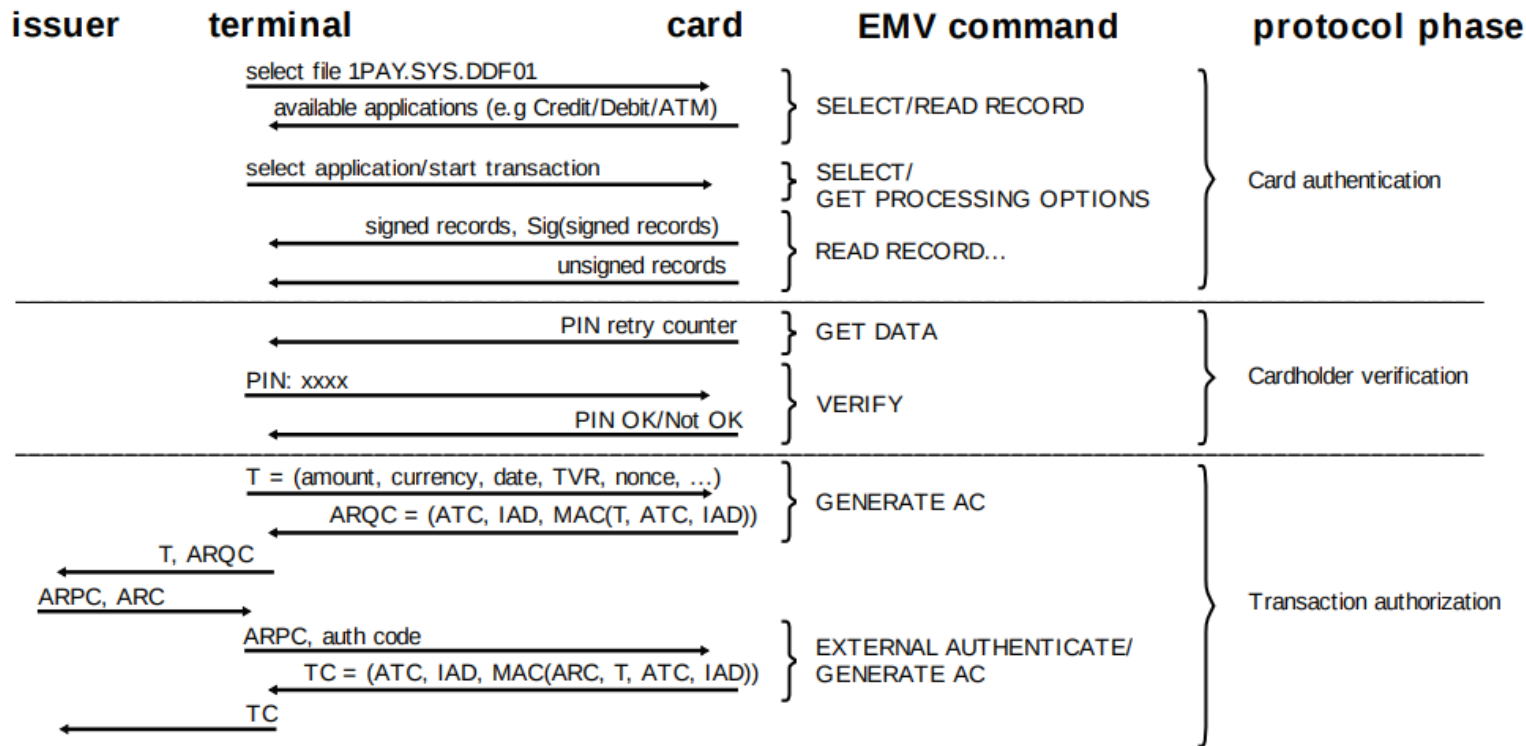 issuer terminal card EMV command protocol phase
select file 1PAY.SYS.DDF01
available applications (e.g Credit/Debit/ATM)
SELECT/READ RECORD
select application/start transaction
SELECT/
GET PROCESSING OPTIONS
Card authentication
signed records, Sig(signed records)
unsigned records
READ RECORD…
PIN retry counter
GET DATA
PIN: xxxx
PIN OK/Not OK
VERIFY
Cardholder verification
T = (amount, currency, date, TVR, nonce, …)
ARQC = (ATC, IAD, MAC(T, ATC, IAD))
GENERATE AC
T, ARQC
ARPC, ARC
Transaction authorization
ARPC, auth code
TC = (ATC, IAD, MAC(ARC, T, ATC, IAD))
EXTERNAL AUTHENTICATE/
GENERATE AC
TC